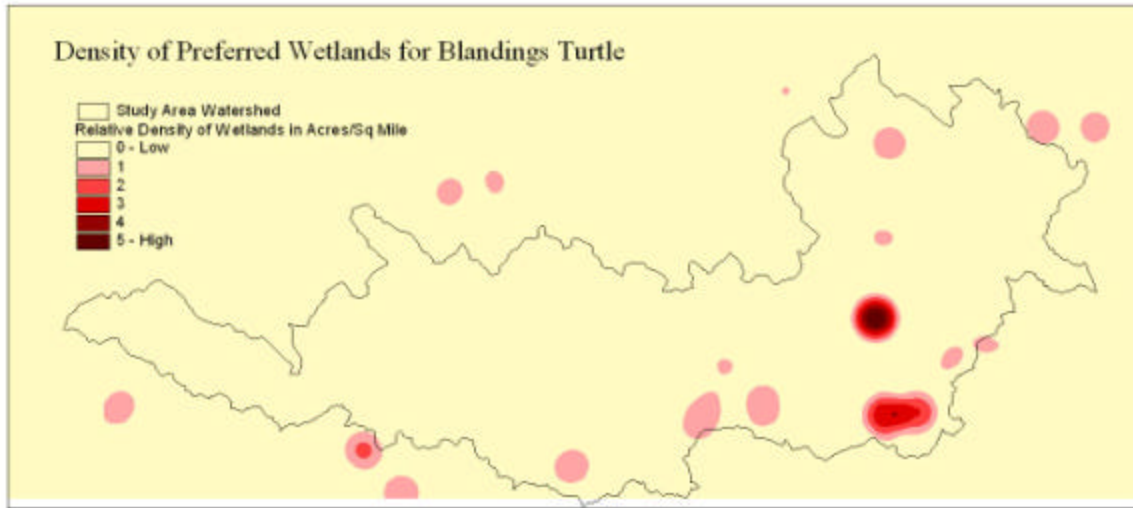 Density of Preferred Wetlands for Blandings Turtle
Study Area Watershed
Relative Density of Wetlands in Acres/Sq Mile
0 - Low
1
2
3
4
5 - High